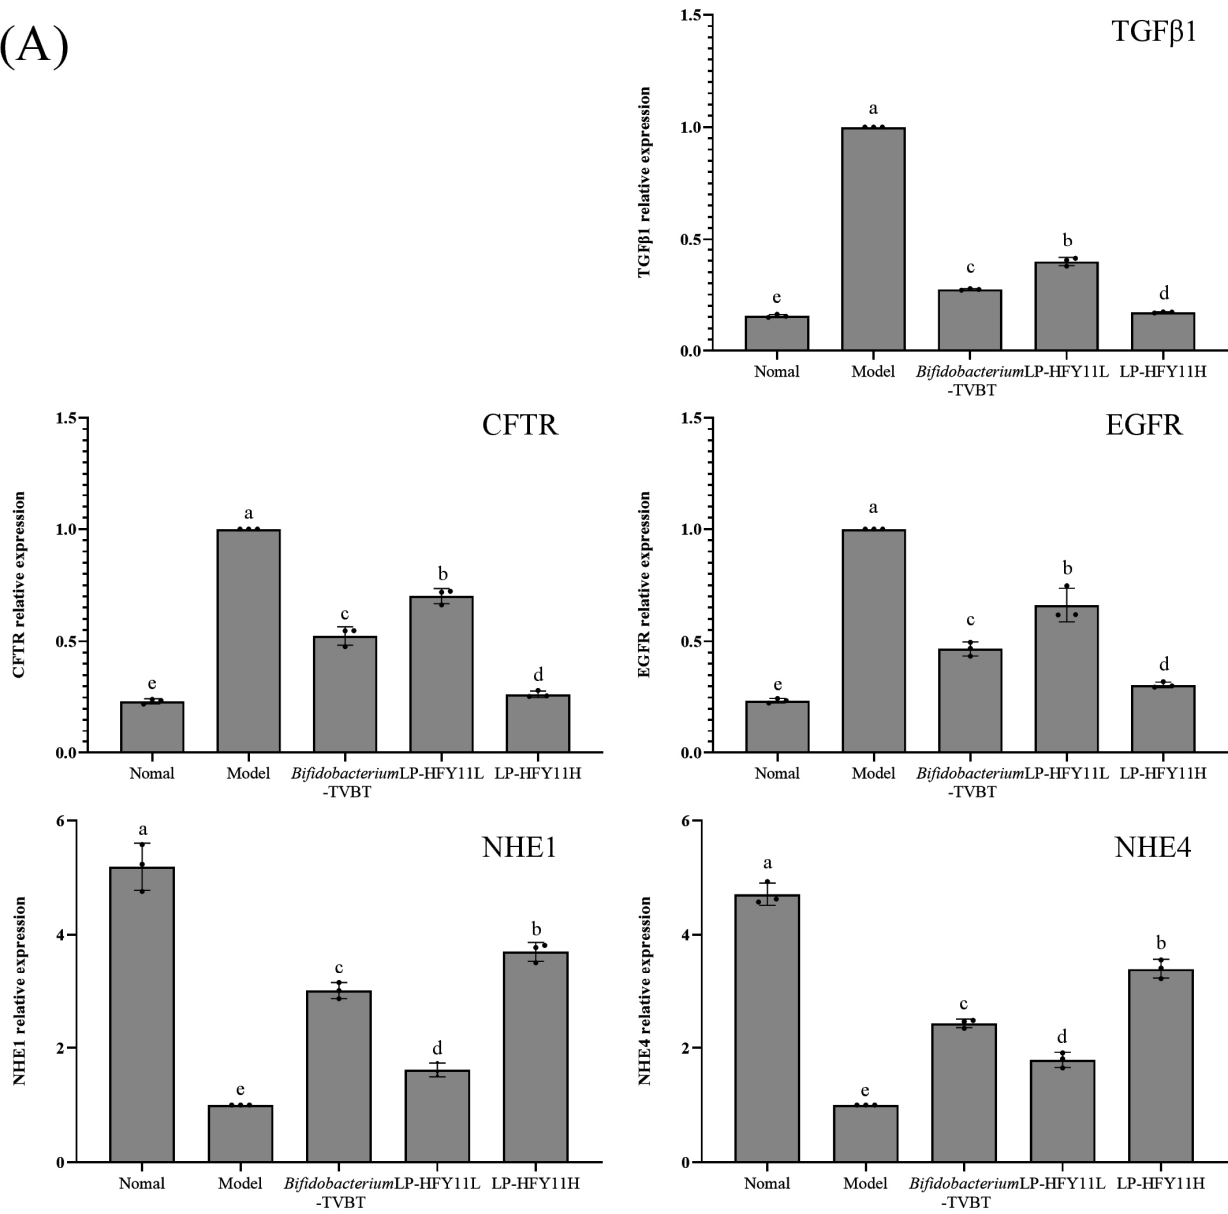 (A)
TGFβ1
TGFβ1 relative expression
1.5
1.0
0.5
0.0
a
b
c
d
e
Nomal Model Bifidobacterium LP-HFY11L LP-HFY11H
-TVBT
CFTR
CFTR relative expression
1.5
1.0
0.5
0.0
a
b
c
d
e
Nomal Model Bifidobacterium LP-HFY11L LP-HFY11H
-TVBT
EGFR
EGFR relative expression
1.5
1.0
0.5
0.0
a
b
c
d
e
Nomal Model Bifidobacterium LP-HFY11L LP-HFY11H
-TVBT
NHE1
NHE1 relative expression
6
4
2
0
a
b
c
d
e
Nomal Model Bifidobacterium LP-HFY11L LP-HFY11H
-TVBT
NHE4
NHE4 relative expression
6
4
2
0
a
b
c
d
e
Nomal Model Bifidobacterium LP-HFY11L LP-HFY11H
-TVBT